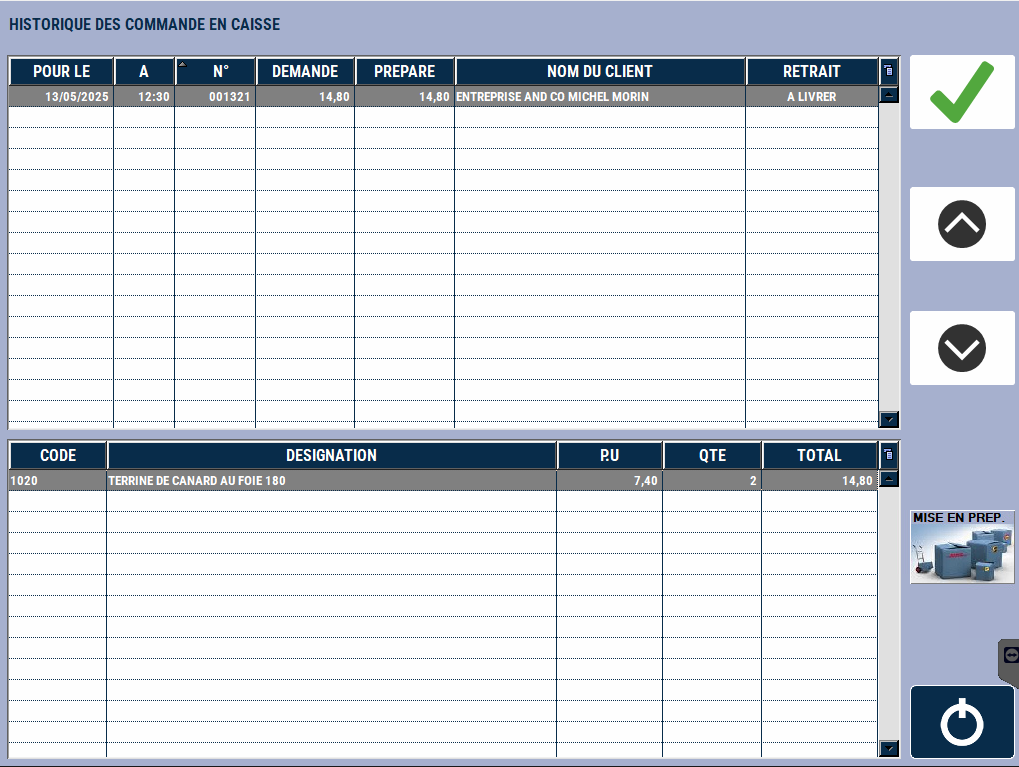 HISTORIQUE DES COMMANDE EN CAISSE
POUR LE A N° DEMANDE PREPARE NOM DU CLIENT RETRAIT
13/05/2025 12:30 001321 14,80 14,80 ENTREPRISE AND CO MICHEL MORIN A LIVRER
CODE DESIGNATION P.U QTE TOTAL
1020 TERRINE DE CANARD AU FOIE 180 7,40 2 14,80
MISE EN PREP.